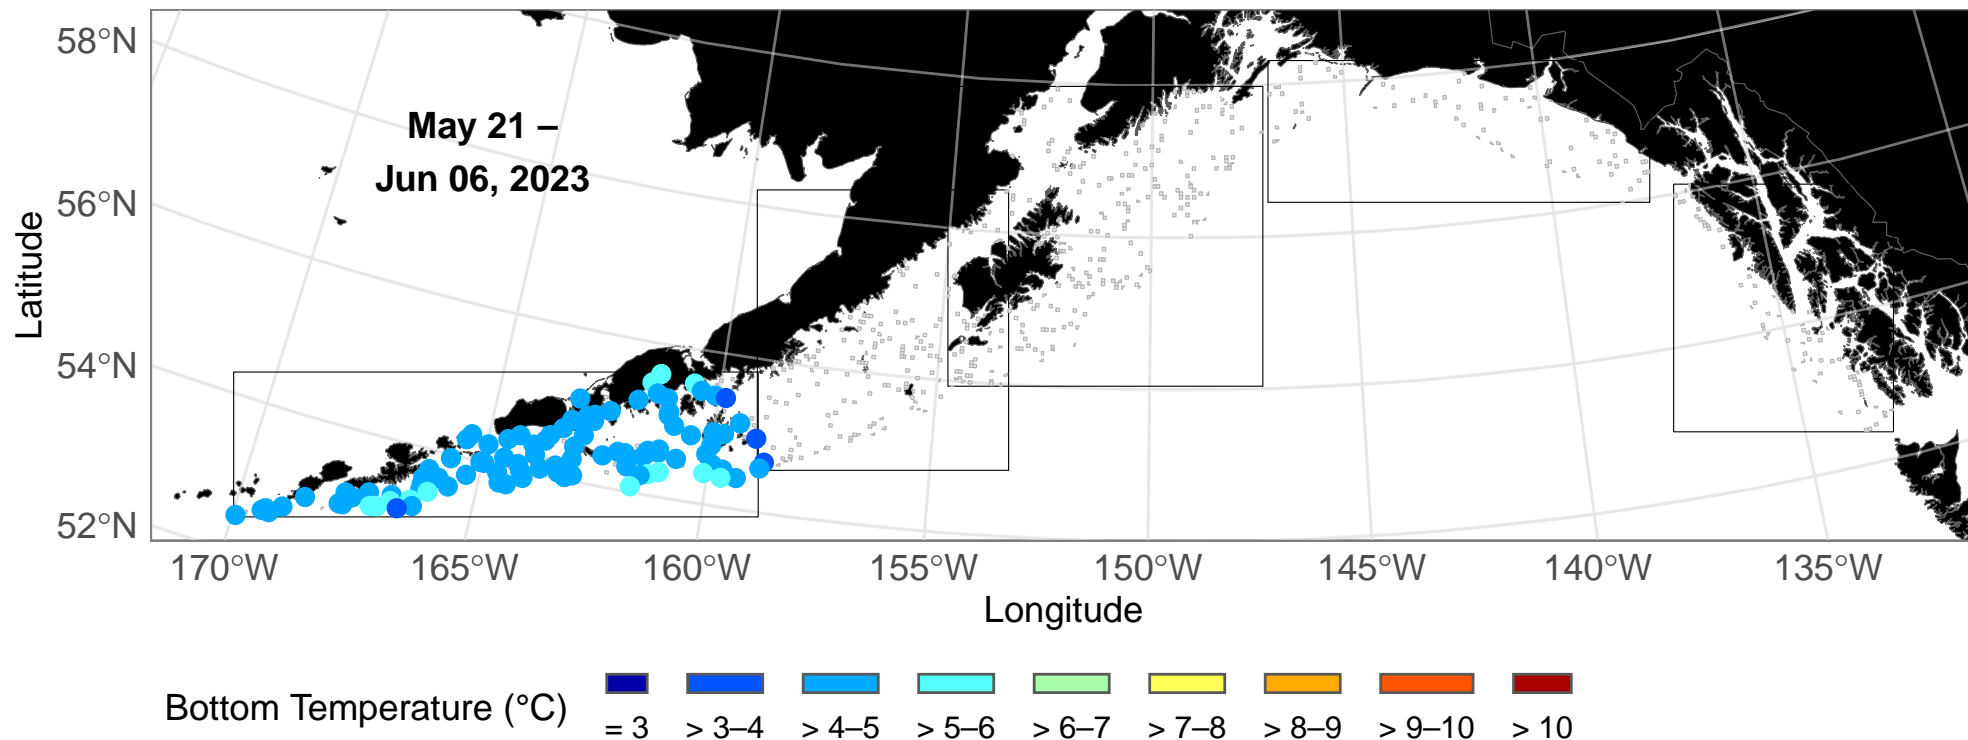 58°N
May 21 –
Jun 06, 2023
56°N
Latitude
54°N
52°N
170°W 165°W 160°W 155°W 150°W 145°W 140°W 135°W
Longitude
Bottom Temperature (°C)
= 3 > 3–4 > 4–5 > 5–6 > 6–7 > 7–8 > 8–9 > 9–10 > 10